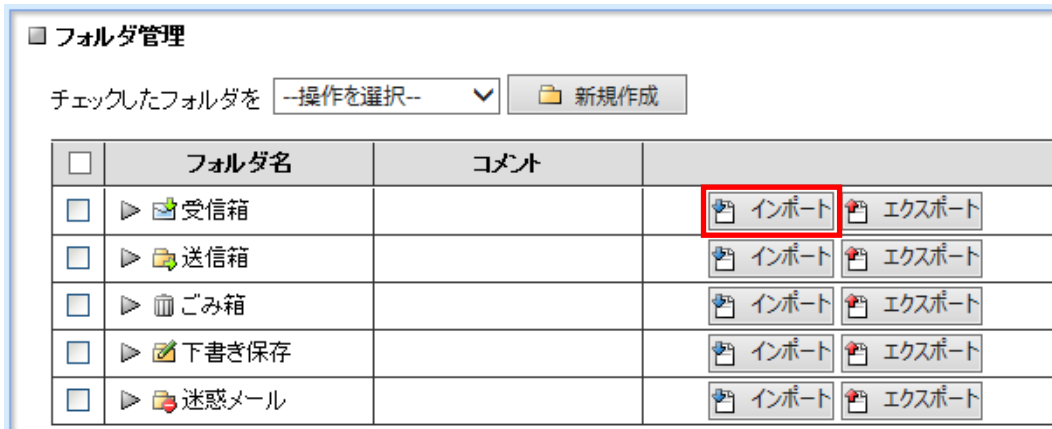 フォルダ管理
チェックしたフォルダを --操作を選択-- 新規作成
フォルダ名 コメント
受信箱 インポート エクスポート
送信箱 インポート エクスポート
ごみ箱 インポート エクスポート
下書き保存 インポート エクスポート
迷惑メール インポート エクスポート